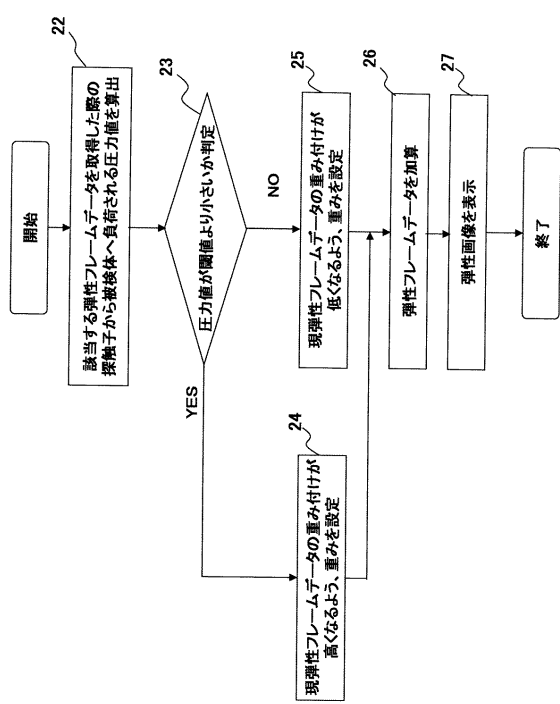 開始
22
該当する弾性フレームデータを取得した際の
探触子から被検体へ負荷される圧力値を算出
23
圧力値が閾値より小さいか判定
YES
NO
24
現弾性フレームデータの重み付けが
高くなるよう、重みを設定
25
現弾性フレームデータの重み付けが
低くなるよう、重みを設定
26
弾性フレームデータを加算
27
弾性画像を表示
終了